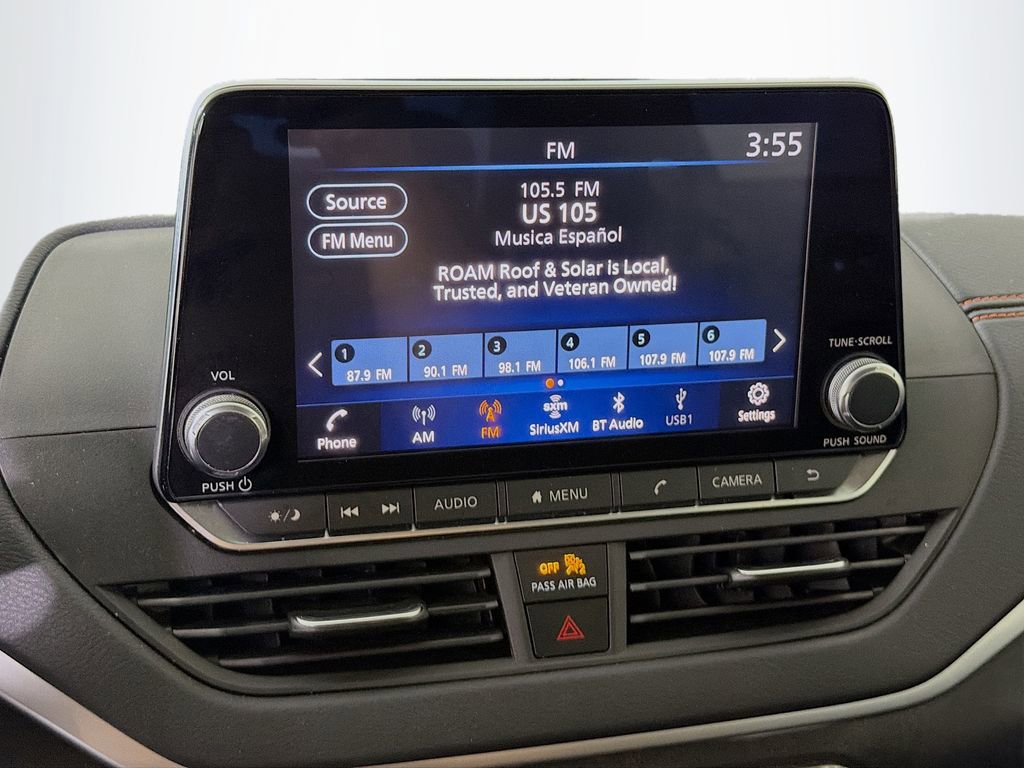 FM
3:55
Source
FM Menu
105.5 FM
US 105
Musica Español
ROAM Roof & Solar is Local,
Trusted, and Veteran Owned!
1
87.9 FM
2
90.1 FM
3
98.1 FM
4
106.1 FM
5
107.9 FM
6
107.9 FM
Phone
AM
FM
sxm
SiriusXM
BT Audio
USB1
Settings
VOL
PUSH
TUNE·SCROLL
PUSH SOUND
AUDIO
MENU
CAMERA
OFF
2
PASS AIR BAG